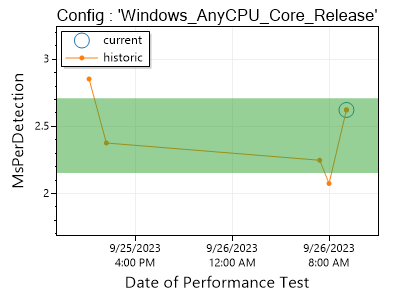 Config : 'Windows_AnyCPU_Core_Release'
current
historic
3
2.5
2
MsPerDetection
9/25/2023 9/26/2023 9/26/2023
4:00 PM 12:00 AM 8:00 AM
Date of Performance Test